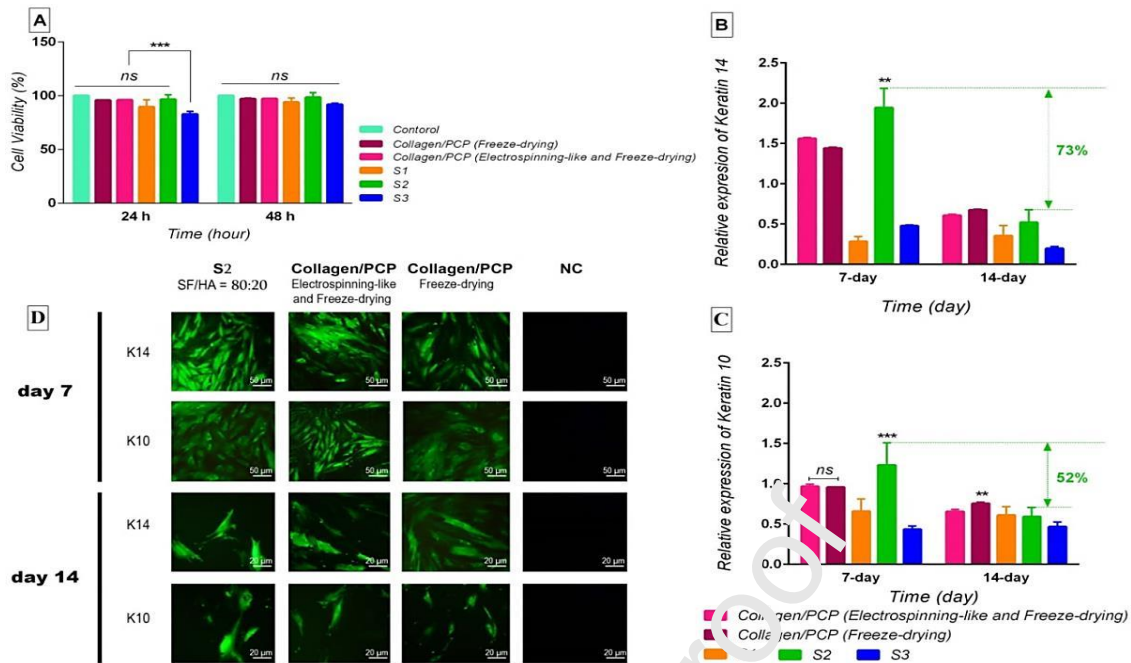 A
150
100
50
0
Cell Viability (%)
ns
***
ns
24 h
48 h
Time (hour)
Contorol
Collagen/PCP (Freeze-drying)
Collagen/PCP (Electrospinning-like and Freeze-drying)
S1
S2
S3
B
Relative expresion of Keratin 14
2.5
2.0
1.5
1.0
0.5
0.0
**
73%
7-day
14-day
Time (day)
C
Relative expression of Keratin 10
2.5
2.0
1.5
1.0
0.5
0.0
ns
***
**
52%
7-day
14-day
Time (day)
Collagen/PCP (Electrospinning-like and Freeze-drying)
Collagen/PCP (Freeze-drying)
S2
S3
D
S2
SF/HA = 80:20
Collagen/PCP
Electrospinning-like
and Freeze-drying
Collagen/PCP
Freeze-drying
NC
day 7
K14
50 µm
50 µm
50 µm
50 µm
K10
50 µm
50 µm
50 µm
50 µm
day 14
K14
20 µm
20 µm
20 µm
20 µm
K10
20 µm
20 µm
20 µm
20 µm